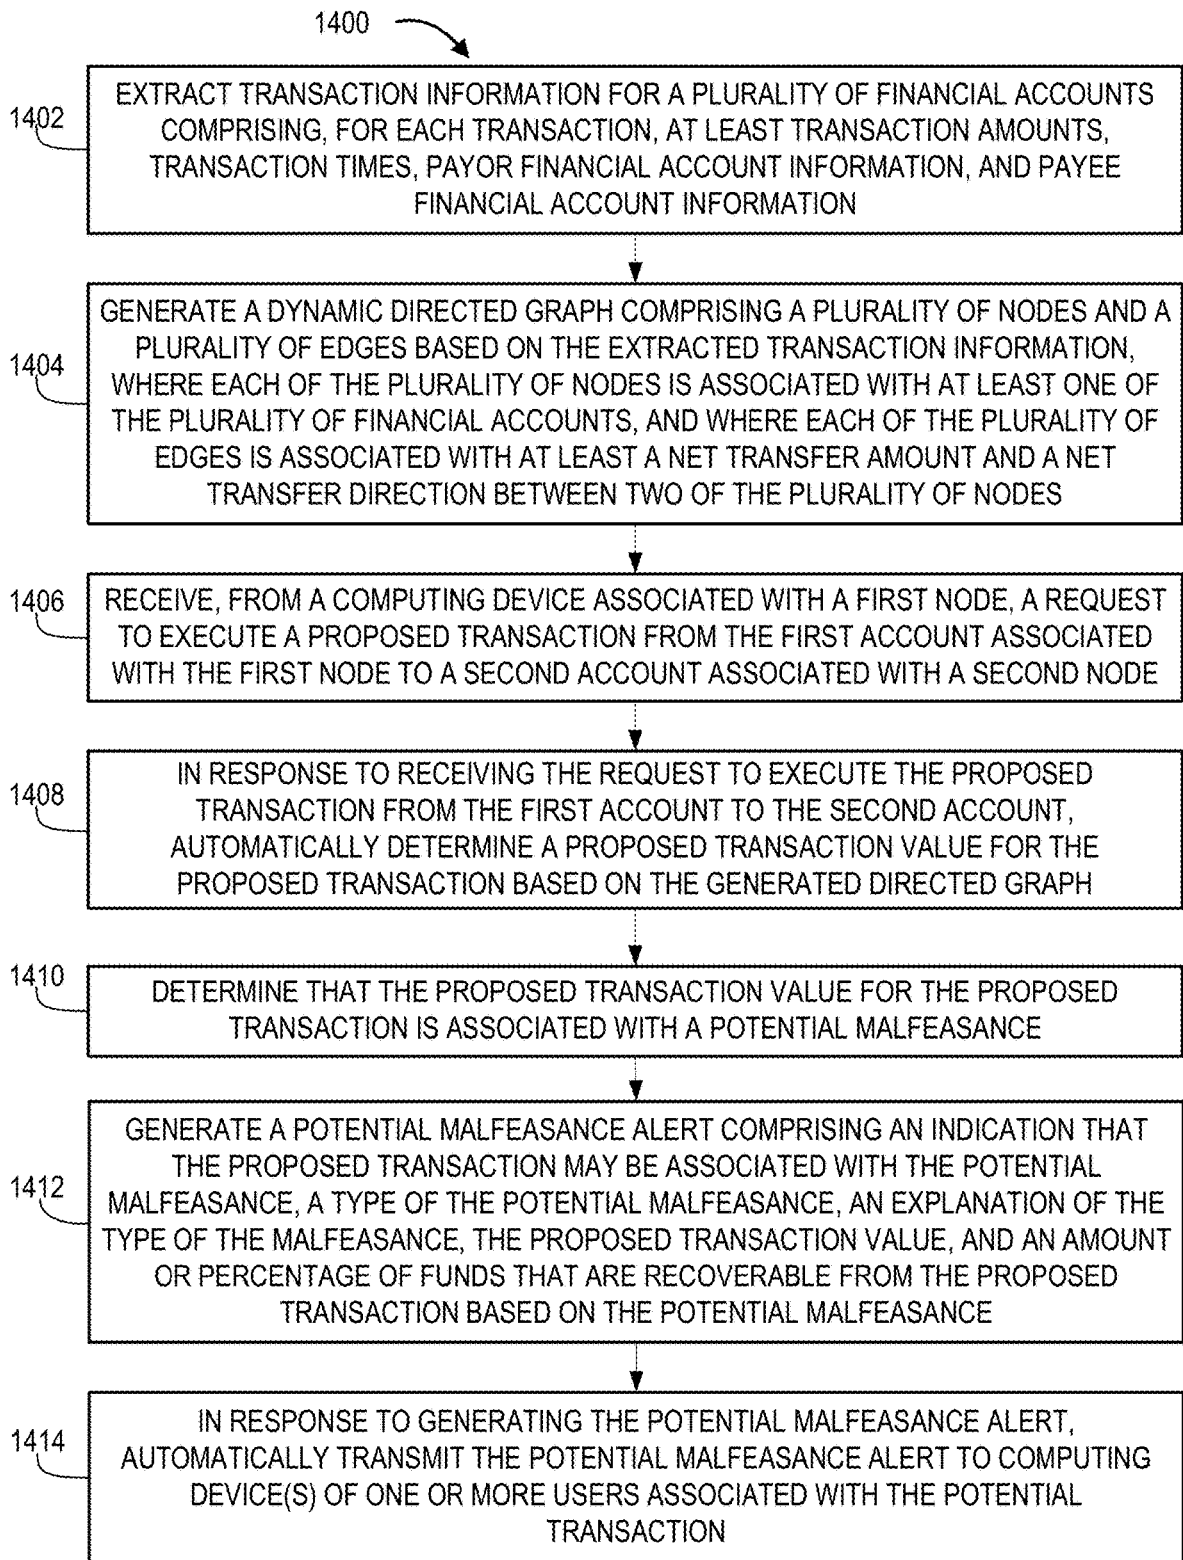 1400
1402
EXTRACT TRANSACTION INFORMATION FOR A PLURALITY OF FINANCIAL ACCOUNTS
COMPRISING, FOR EACH TRANSACTION, AT LEAST TRANSACTION AMOUNTS,
TRANSACTION TIMES, PAYOR FINANCIAL ACCOUNT INFORMATION, AND PAYEE
FINANCIAL ACCOUNT INFORMATION
1404
GENERATE A DYNAMIC DIRECTED GRAPH COMPRISING A PLURALITY OF NODES AND A
PLURALITY OF EDGES BASED ON THE EXTRACTED TRANSACTION INFORMATION,
WHERE EACH OF THE PLURALITY OF NODES IS ASSOCIATED WITH AT LEAST ONE OF
THE PLURALITY OF FINANCIAL ACCOUNTS, AND WHERE EACH OF THE PLURALITY OF
EDGES IS ASSOCIATED WITH AT LEAST A NET TRANSFER AMOUNT AND A NET
TRANSFER DIRECTION BETWEEN TWO OF THE PLURALITY OF NODES
1406
RECEIVE, FROM A COMPUTING DEVICE ASSOCIATED WITH A FIRST NODE, A REQUEST
TO EXECUTE A PROPOSED TRANSACTION FROM THE FIRST ACCOUNT ASSOCIATED
WITH THE FIRST NODE TO A SECOND ACCOUNT ASSOCIATED WITH A SECOND NODE
1408
IN RESPONSE TO RECEIVING THE REQUEST TO EXECUTE THE PROPOSED
TRANSACTION FROM THE FIRST ACCOUNT TO THE SECOND ACCOUNT,
AUTOMATICALLY DETERMINE A PROPOSED TRANSACTION VALUE FOR THE
PROPOSED TRANSACTION BASED ON THE GENERATED DIRECTED GRAPH
1410
DETERMINE THAT THE PROPOSED TRANSACTION VALUE FOR THE PROPOSED
TRANSACTION IS ASSOCIATED WITH A POTENTIAL MALFEASANCE
1412
GENERATE A POTENTIAL MALFEASANCE ALERT COMPRISING AN INDICATION THAT
THE PROPOSED TRANSACTION MAY BE ASSOCIATED WITH THE POTENTIAL
MALFEASANCE, A TYPE OF THE POTENTIAL MALFEASANCE, AN EXPLANATION OF THE
TYPE OF THE MALFEASANCE, THE PROPOSED TRANSACTION VALUE, AND AN AMOUNT
OR PERCENTAGE OF FUNDS THAT ARE RECOVERABLE FROM THE PROPOSED
TRANSACTION BASED ON THE POTENTIAL MALFEASANCE
1414
IN RESPONSE TO GENERATING THE POTENTIAL MALFEASANCE ALERT,
AUTOMATICALLY TRANSMIT THE POTENTIAL MALFEASANCE ALERT TO COMPUTING
DEVICE(S) OF ONE OR MORE USERS ASSOCIATED WITH THE POTENTIAL
TRANSACTION